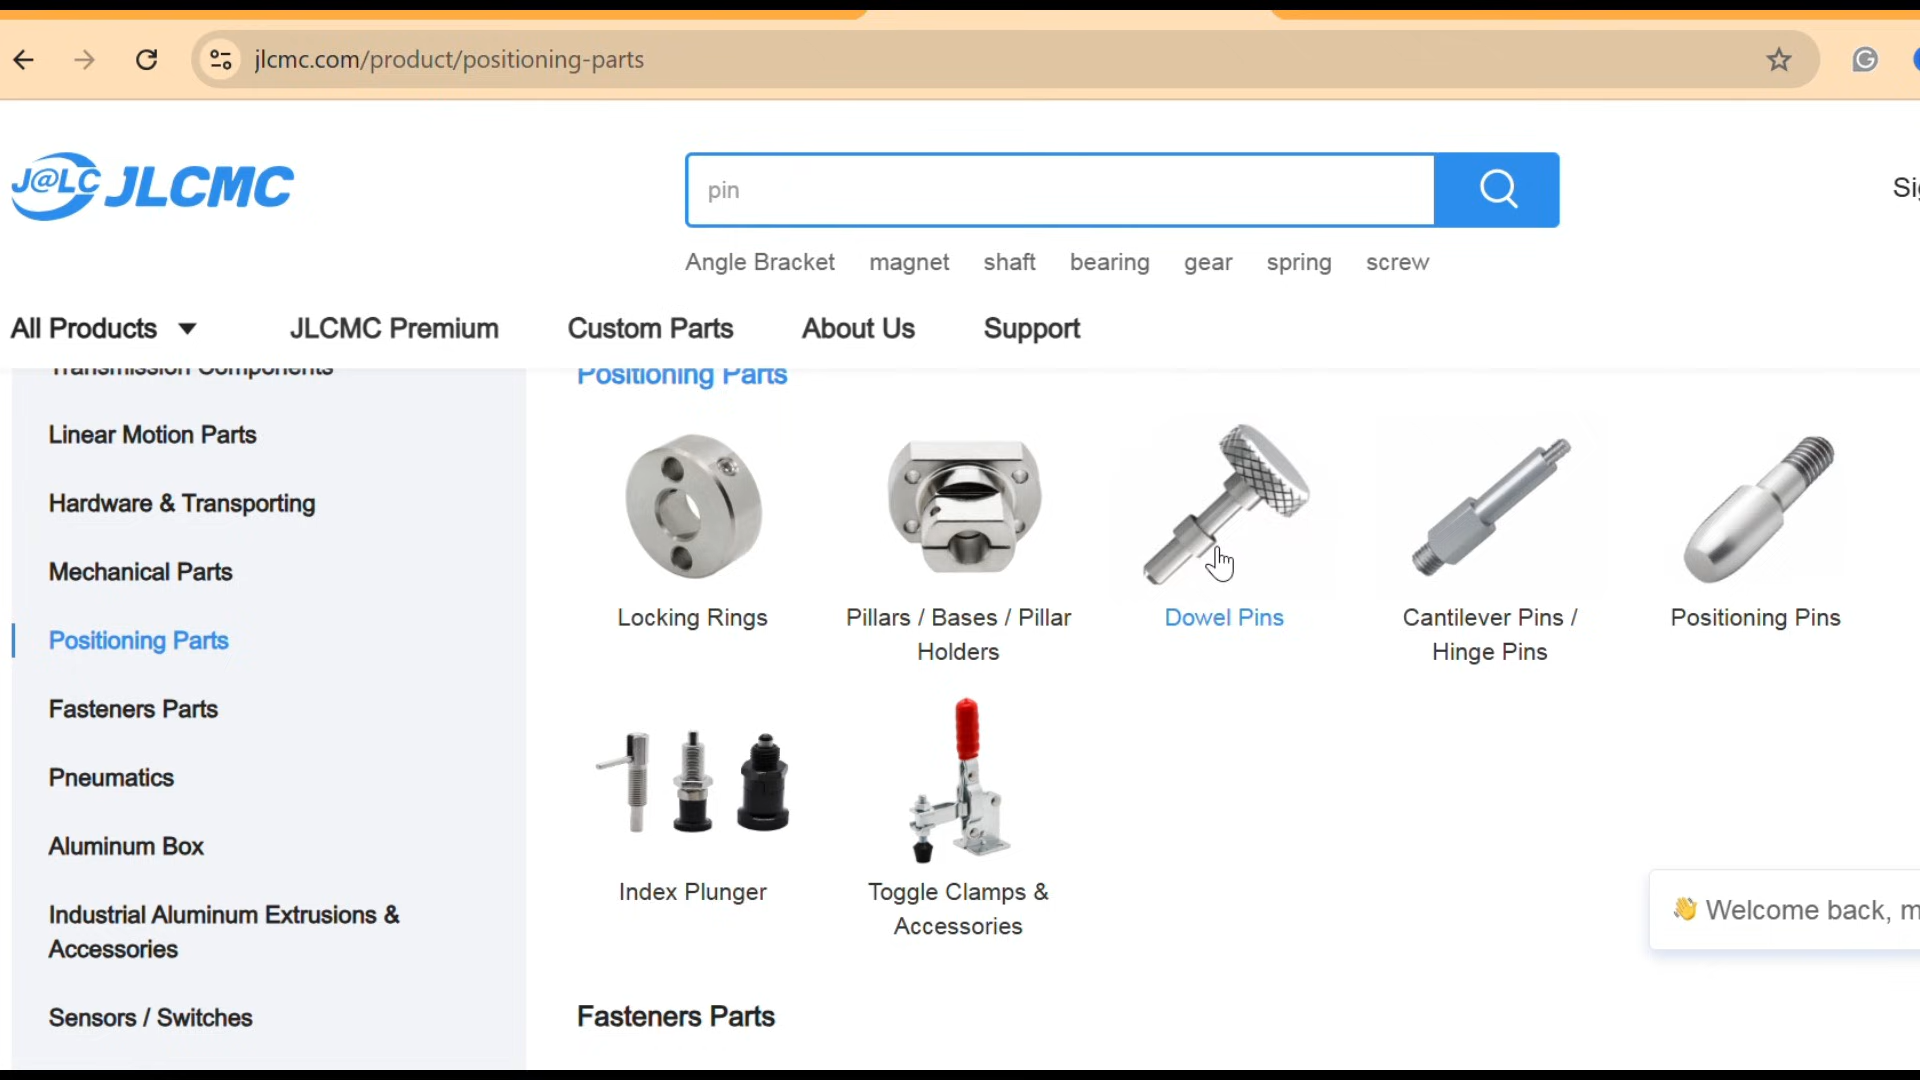 jlcmc.com/product/positioning-parts
J@LC JLCMC
pin
Angle Bracket magnet shaft bearing gear spring screw
All Products JLCMC Premium Custom Parts About Us Support
Transmission Components
Positioning Parts
Linear Motion Parts
Hardware & Transporting
Mechanical Parts
Positioning Parts
Fasteners Parts
Pneumatics
Aluminum Box
Industrial Aluminum Extrusions &
Accessories
Sensors / Switches
Locking Rings
Pillars / Bases / Pillar
Holders
Dowel Pins
Cantilever Pins /
Hinge Pins
Positioning Pins
Index Plunger
Toggle Clamps &
Accessories
Fasteners Parts
👋 Welcome back, m